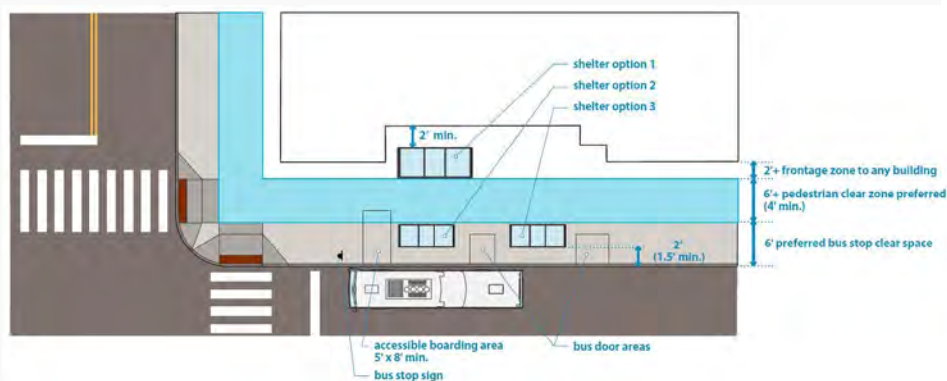 shelter option 1
shelter option 2
shelter option 3
2' min.
2'+ frontage zone to any building
6'+ pedestrian clear zone preferred
(4' min.)
6' preferred bus stop clear space
2'
(1.5' min.)
accessible boarding area
5' x 8' min.
bus door areas
bus stop sign